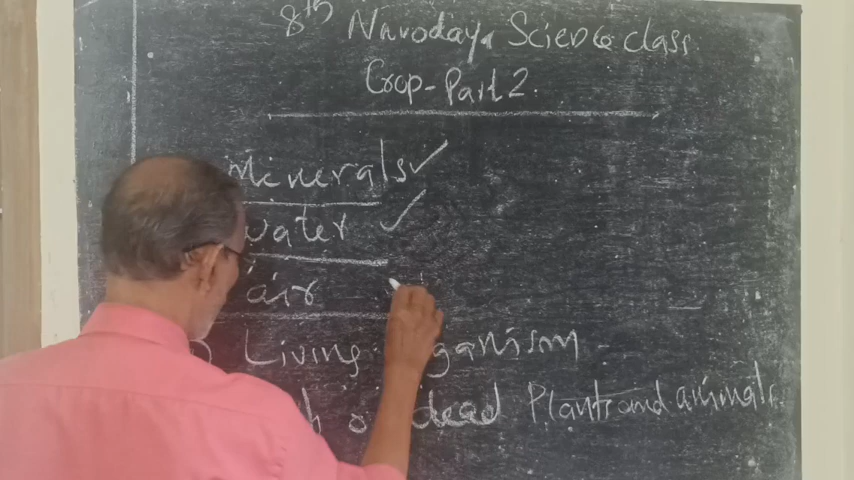 8th Navodaya Science class
Crop-Part 2.
Minerals ✓
water ✓
air
Living organism
dead Plants and animals.